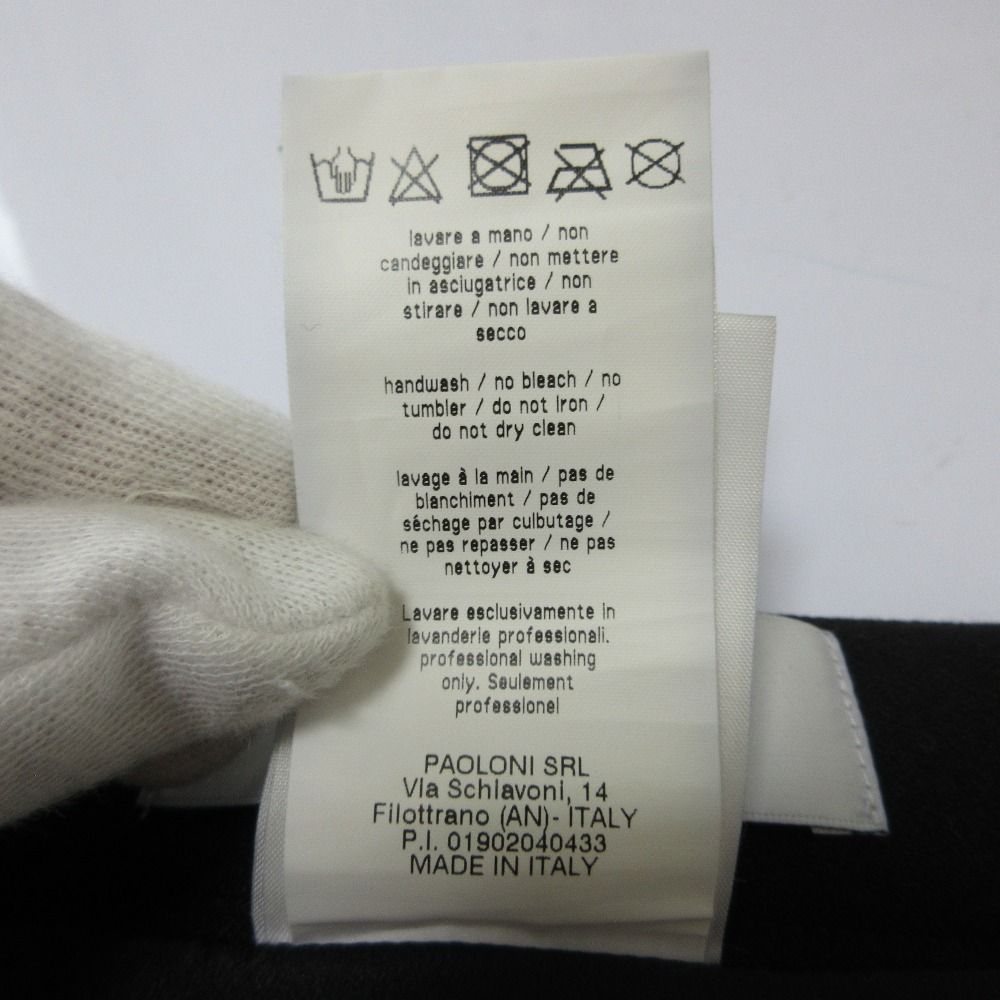 lavare a mano / non
candeggiare / non mettere
in asciugatrice / non
stirare / non lavare a
secco
handwash / no bleach / no
tumbler / do not iron /
do not dry clean
lavage à la main / pas de
blanchiment / pas de
séchage par culbutage /
ne pas repasser / ne pas
nettoyer à sec
Lavare esclusivamente in
lavanderie professionali.
professional washing
only. Seulement
professionel
PAOLONI SRL
Via Schiavoni, 14
Filottrano (AN)- ITALY
P.I. 01902040433
MADE IN ITALY